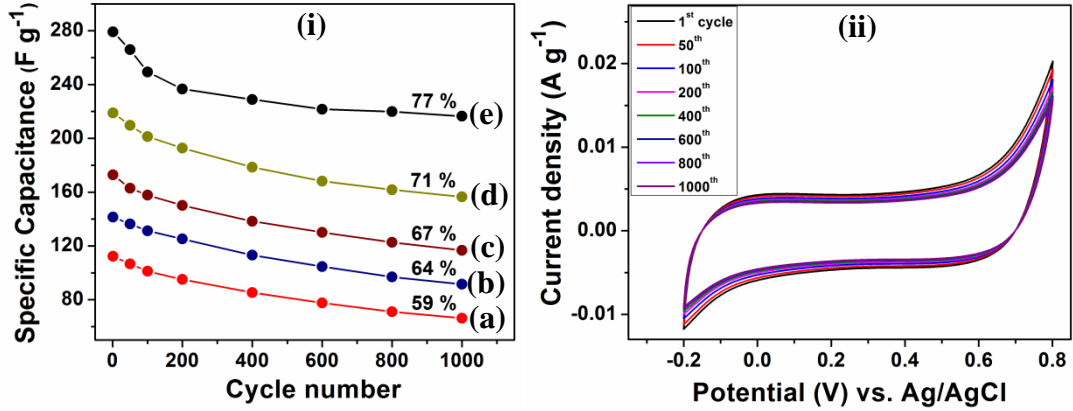 (i)
Specific Capacitance (F g⁻¹)
280
240
200
160
120
80
77 %
(e)
71 %
(d)
67 %
(c)
64 %
(b)
59 %
(a)
0 200 400 600 800 1000
Cycle number
(ii)
1ˢᵗ cycle
50ᵗʰ
100ᵗʰ
200ᵗʰ
400ᵗʰ
600ᵗʰ
800ᵗʰ
1000ᵗʰ
Current density (A g⁻¹)
0.02
0.01
0.00
-0.01
-0.2 0.0 0.2 0.4 0.6 0.8
Potential (V) vs. Ag/AgCl